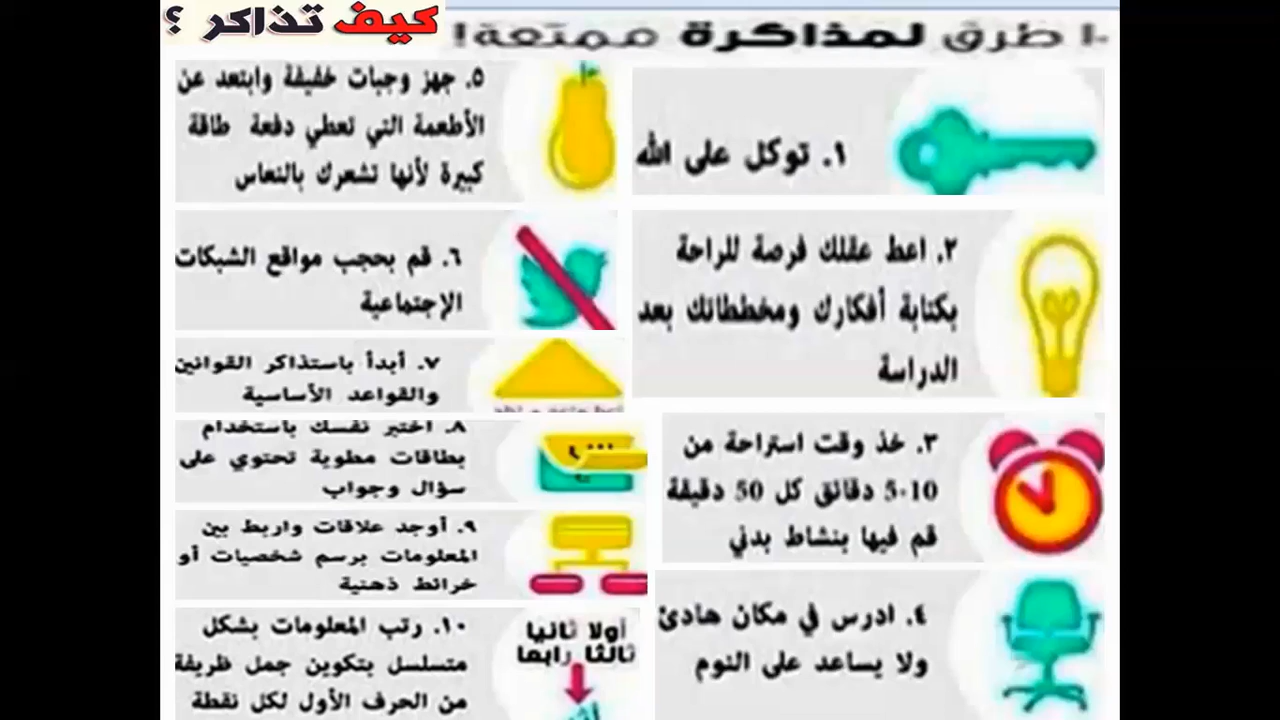 كيف تذاكر ؟
١٠ طرق لمذاكرة ممتعة!
١. توكل على الله
٢. اعط عقلك فرصة للراحة
بكتابة أفكارك ومخططاتك بعد
الدراسة
٣. خذ وقت استراحة من
5-10 دقائق كل 50 دقيقة
قم فيها بنشاط بدني
٤. ادرس في مكان هادئ
ولا يساعد على النوم
٥. جهز وجبات خفيفة وابتعد عن
الأطعمة التي تعطي دفعة طاقة
كبيرة لأنها تشعرك بالنعاس
٦. قم بحجب مواقع الشبكات
الإجتماعية
٧. أبدأ باستذاكر القوانين
والقواعد الأساسية
٨. اختبر نفسك باستخدام
بطاقات مطوية تحتوي على
سؤال وجواب
٩. أوجد علاقات واربط بين
المعلومات برسم شخصيات أو
خرائط ذهنية
١٠. رتب المعلومات بشكل
متسلسل بتكوين جمل ظريفة
من الحرف الأول لكل نقطة
أولا ثانيا
ثالثا رابعا